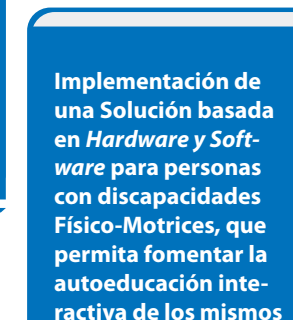 Implementación de
una Solución basada
en Hardware y Soft-
ware para personas
con discapacidades
Físico-Motrices, que
permita fomentar la
autoeducación inte-
ractiva de los mismos